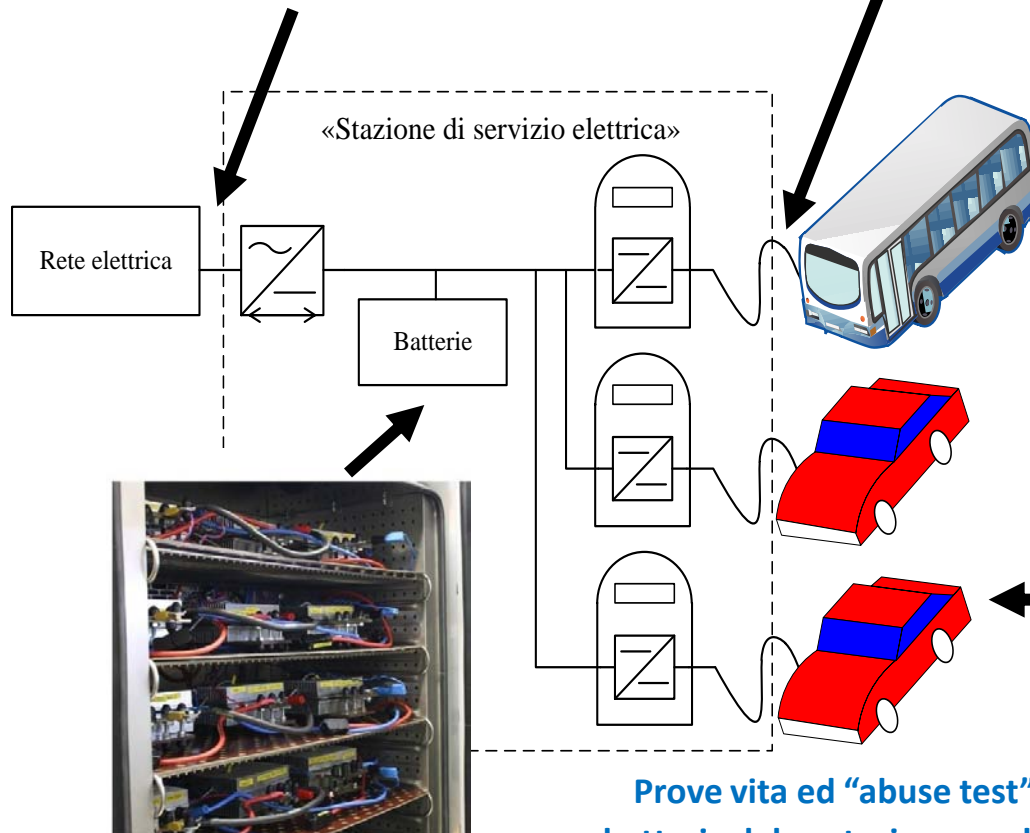 «Stazione di servizio elettrica»
Rete elettrica
Batterie
Prove vita ed “abuse test”